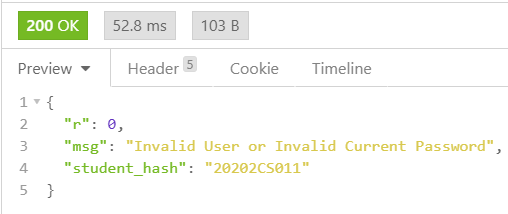 200 OK 52.8 ms 103 B
Preview Header 5 Cookie Timeline
1 {
2 "r": 0,
3 "msg": "Invalid User or Invalid Current Password",
4 "student_hash": "20202CS011"
5 }